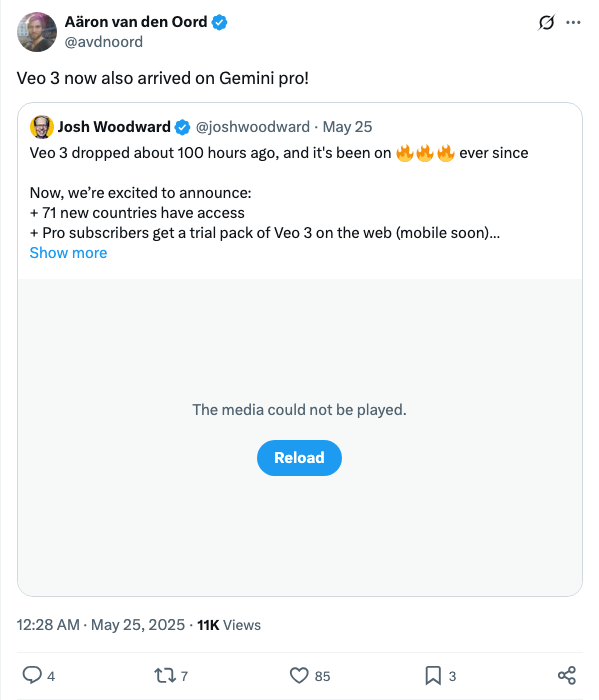 Aäron van den Oord
@avdnoord
Veo 3 now also arrived on Gemini pro!
Josh Woodward @joshwoodward · May 25
Veo 3 dropped about 100 hours ago, and it's been on 🔥🔥🔥 ever since
Now, we’re excited to announce:
+ 71 new countries have access
+ Pro subscribers get a trial pack of Veo 3 on the web (mobile soon)...
Show more
The media could not be played.
Reload
12:28 AM · May 25, 2025 · 11K Views
4 7 85 3